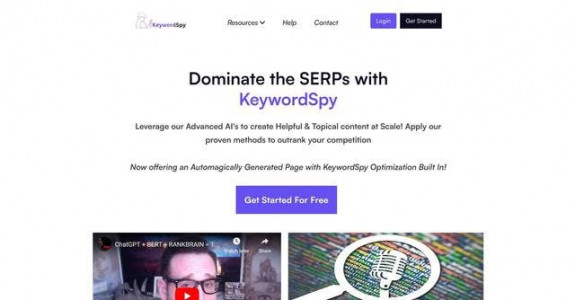 KeywordSpy
Resources
Help
Contact
Login
Get Started
Dominate the SERPs with
KeywordSpy
Leverage our Advanced AI's to create Helpful & Topical content at Scale! Apply our
proven methods to outrank your competition
Now offering an Automagically Generated Page with KeywordSpy Optimization Built In!
Get Started For Free
ChatGPT + BERT + RANKBRAIN = 1
Watch later
Share